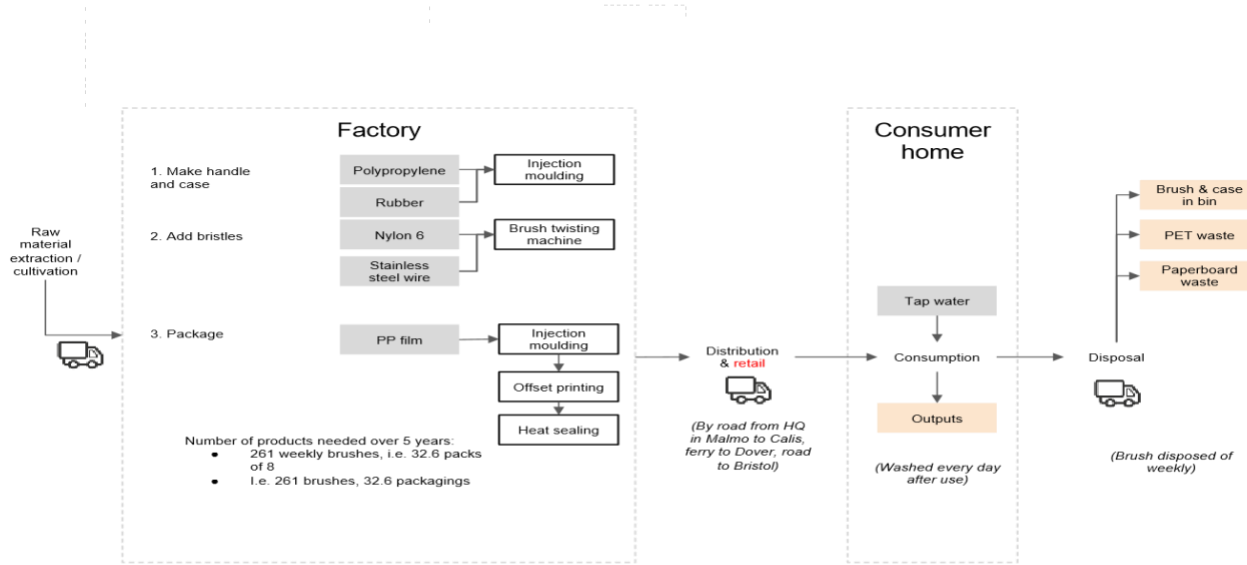 Factory
1. Make handle
and case
Polypropylene
Rubber
Injection
moulding
2. Add bristles
Nylon 6
Stainless
steel wire
Brush twisting
machine
3. Package
PP film
Injection
moulding
Offset printing
Heat sealing
Number of products needed over 5 years:
• 261 weekly brushes, i.e. 32.6 packs
of 8
• I.e. 261 brushes, 32.6 packagings
Raw
material
extraction /
cultivation
Distribution
& retail
(By road from HQ
in Malmo to Calis,
ferry to Dover, road
to Bristol)
Consumer
home
Tap water
Consumption
Outputs
(Washed every day
after use)
Disposal
(Brush disposed of
weekly)
Brush & case
in bin
PET waste
Paperboard
waste